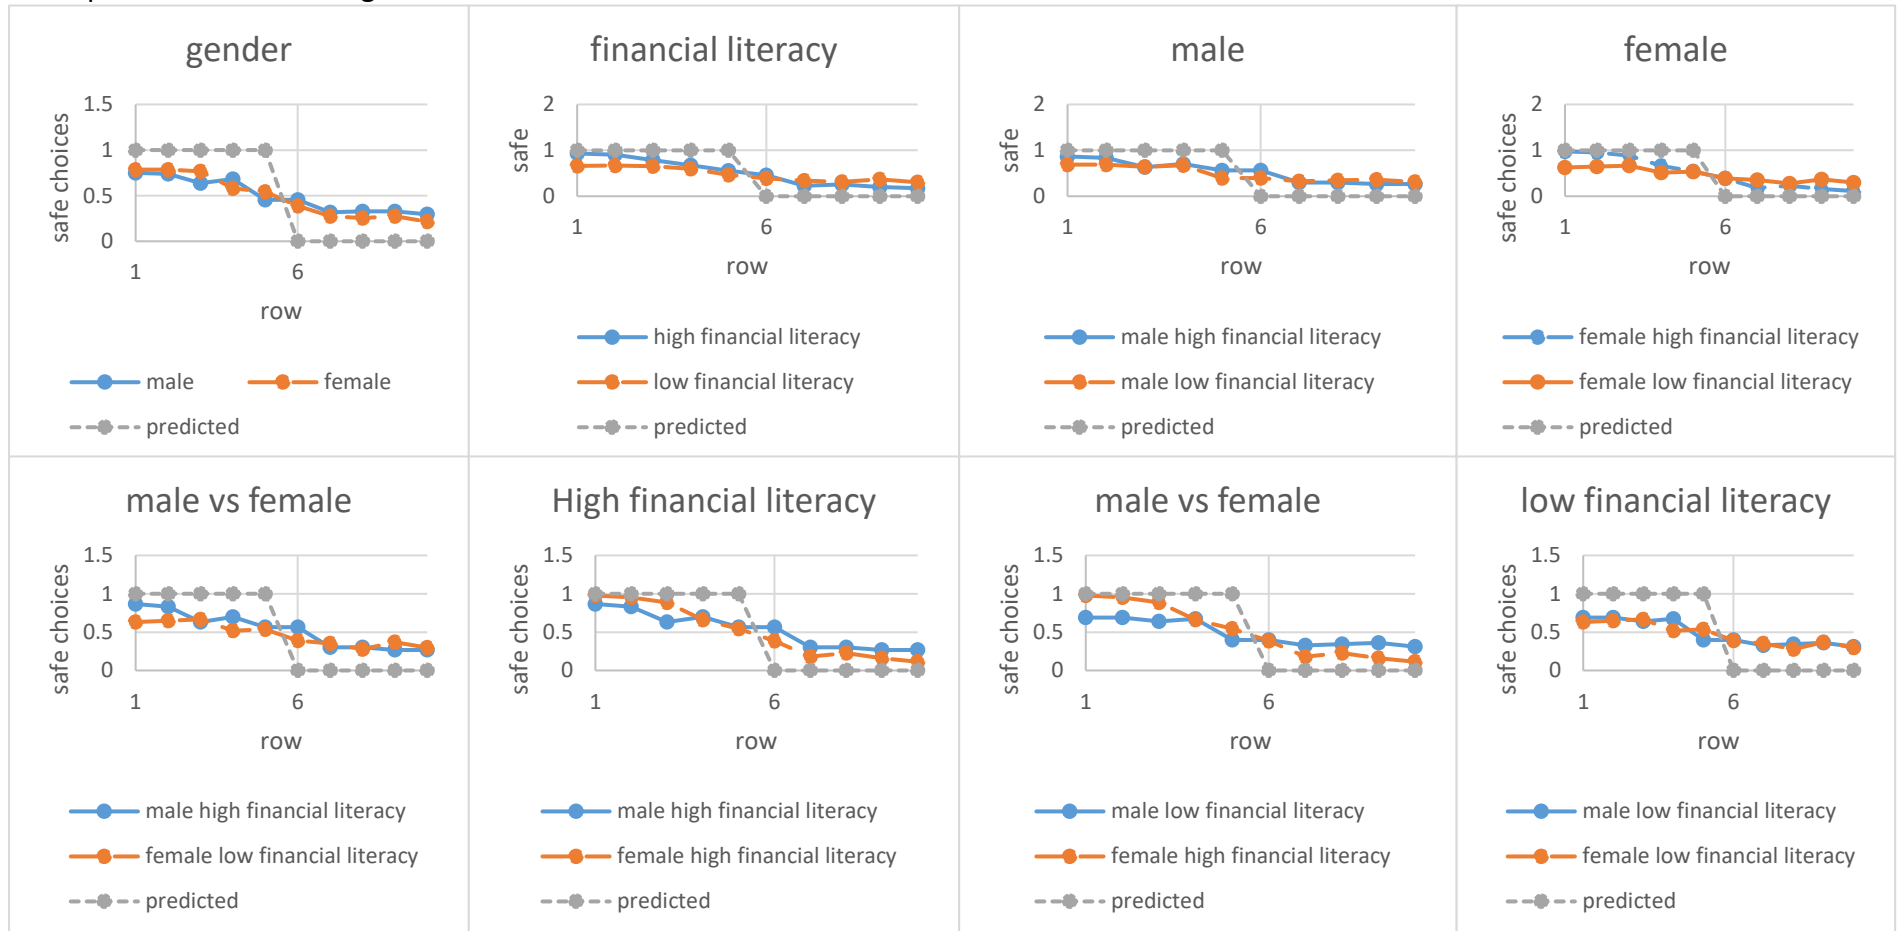 gender
1.5
1
0.5
0
safe choices
1
6
row
male
female
predicted
financial literacy
2
1
0
safe
1
6
row
high financial literacy
low financial literacy
predicted
male
2
1
0
safe
1
6
row
male high financial literacy
male low financial literacy
predicted
female
2
1
0
safe choices
1
6
row
female high financial literacy
female low financial literacy
predicted
male vs female
1.5
1
0.5
0
safe choices
1
6
row
male high financial literacy
female low financial literacy
predicted
High financial literacy
1.5
1
0.5
0
safe choices
1
6
row
male high financial literacy
female high financial literacy
predicted
male vs female
1.5
1
0.5
0
safe choices
1
6
row
male low financial literacy
female high financial literacy
predicted
low financial literacy
1.5
1
0.5
0
safe choices
1
6
row
male low financial literacy
female low financial literacy
predicted